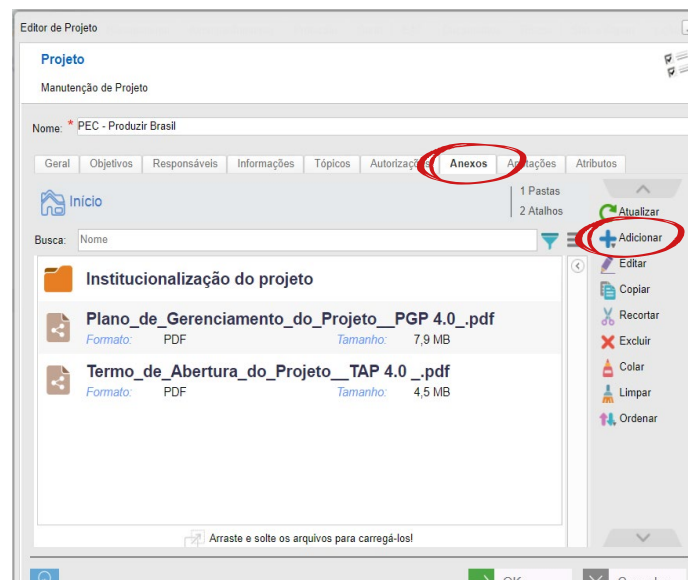 Editor de Projeto
Projeto
Manutenção de Projeto
Nome: * PEC - Produzir Brasil
Geral Objetivos Responsáveis Informações Tópicos Autorizações Anexos Anotações Atributos
Início
1 Pastas
2 Atalhos
Busca: Nome
Institucionalização do projeto
Plano_de_Gerenciamento_do_Projeto__PGP 4.0_.pdf
Formato: PDF Tamanho: 7,9 MB
Termo_de_Abertura_do_Projeto__TAP 4.0 _.pdf
Formato: PDF Tamanho: 4,5 MB
Arraste e solte os arquivos para carregá-los!
Atualizar
Adicionar
Editar
Copiar
Recortar
Excluir
Colar
Limpar
Ordenar
OK